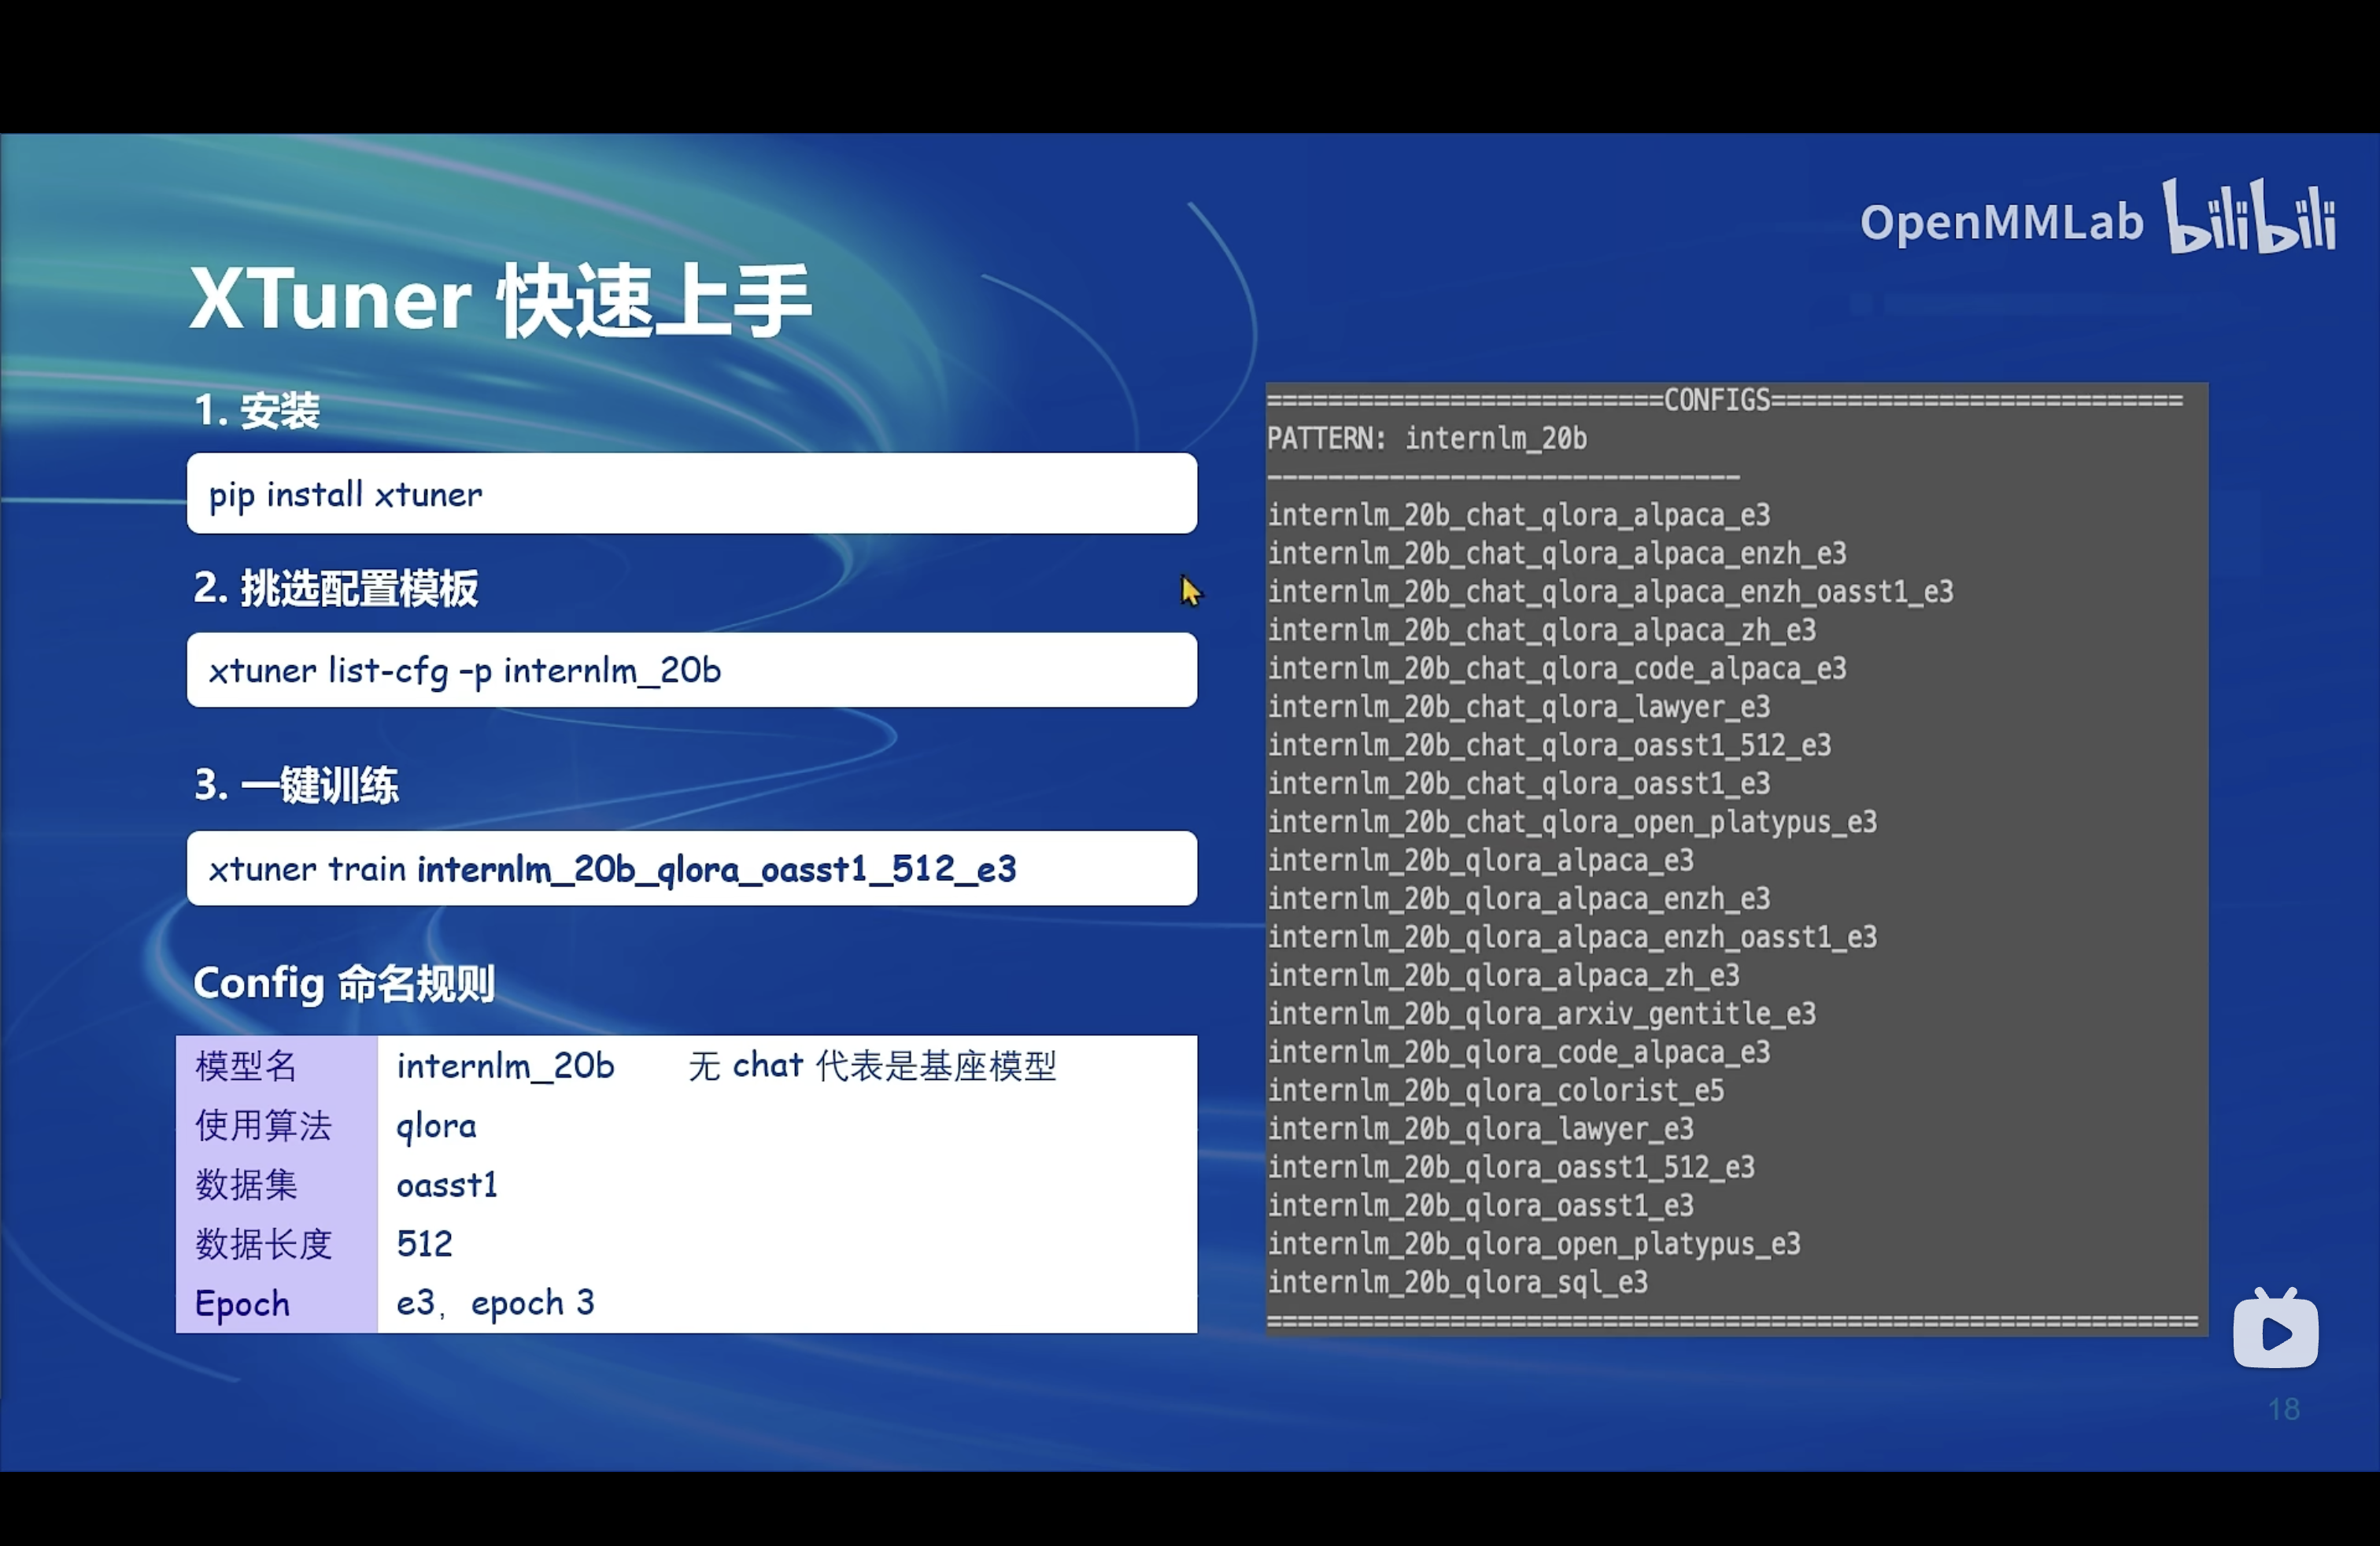 OpenMMLab bilibili
XTuner 快速上手
1. 安装
pip install xtuner
2. 挑选配置模板
xtuner list-cfg –p internlm_20b
3. 一键训练
xtuner train internlm_20b_qlora_oasst1_512_e3
Config 命名规则
模型名 internlm_20b 无 chat 代表是基座模型
使用算法 qlora
数据集 oasst1
数据长度 512
Epoch e3, epoch 3
==========================CONFIGS===========================
PATTERN: internlm_20b
-------------------------------
internlm_20b_chat_qlora_alpaca_e3
internlm_20b_chat_qlora_alpaca_enzh_e3
internlm_20b_chat_qlora_alpaca_enzh_oasst1_e3
internlm_20b_chat_qlora_alpaca_zh_e3
internlm_20b_chat_qlora_code_alpaca_e3
internlm_20b_chat_qlora_lawyer_e3
internlm_20b_chat_qlora_oasst1_512_e3
internlm_20b_chat_qlora_oasst1_e3
internlm_20b_chat_qlora_open_platypus_e3
internlm_20b_qlora_alpaca_e3
internlm_20b_qlora_alpaca_enzh_e3
internlm_20b_qlora_alpaca_enzh_oasst1_e3
internlm_20b_qlora_alpaca_zh_e3
internlm_20b_qlora_arxiv_gentitle_e3
internlm_20b_qlora_code_alpaca_e3
internlm_20b_qlora_colorist_e5
internlm_20b_qlora_lawyer_e3
internlm_20b_qlora_oasst1_512_e3
internlm_20b_qlora_oasst1_e3
internlm_20b_qlora_open_platypus_e3
internlm_20b_qlora_sql_e3
=============================================================
18